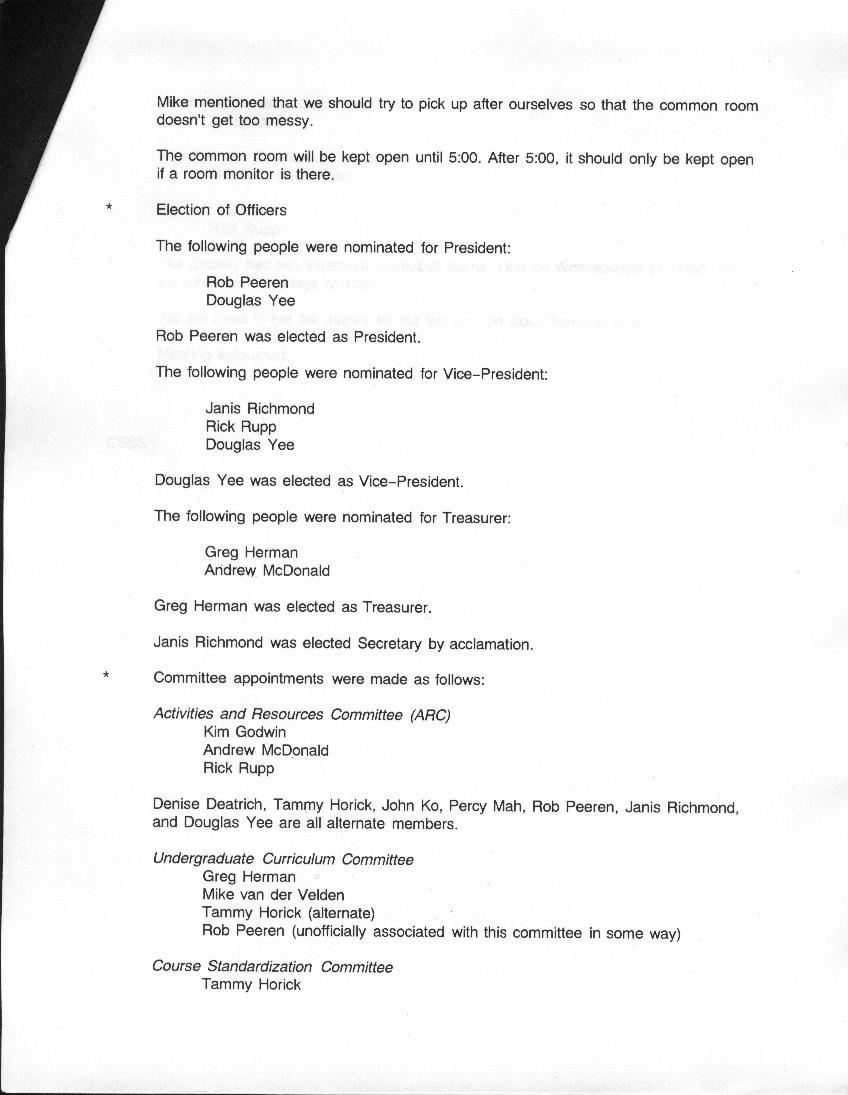 Mike mentioned that we should try to pick up after ourselves so that the common room
doesn't get too messy.
The common room will be kept open until 5:00. After 5:00, it should only be kept open
if a room monitor is there.
* Election of Officers
The following people were nominated for President:
Rob Peeren
Douglas Yee
Rob Peeren was elected as President.
The following people were nominated for Vice–President:
Janis Richmond
Rick Rupp
Douglas Yee
Douglas Yee was elected as Vice–President.
The following people were nominated for Treasurer:
Greg Herman
Andrew McDonald
Greg Herman was elected as Treasurer.
Janis Richmond was elected Secretary by acclamation.
* Committee appointments were made as follows:
Activities and Resources Committee (ARC)
Kim Godwin
Andrew McDonald
Rick Rupp
Denise Deatrich, Tammy Horick, John Ko, Percy Mah, Rob Peeren, Janis Richmond,
and Douglas Yee are all alternate members.
Undergraduate Curriculum Committee
Greg Herman
Mike van der Velden
Tammy Horick (alternate)
Rob Peeren (unofficially associated with this committee in some way)
Course Standardization Committee
Tammy Horick